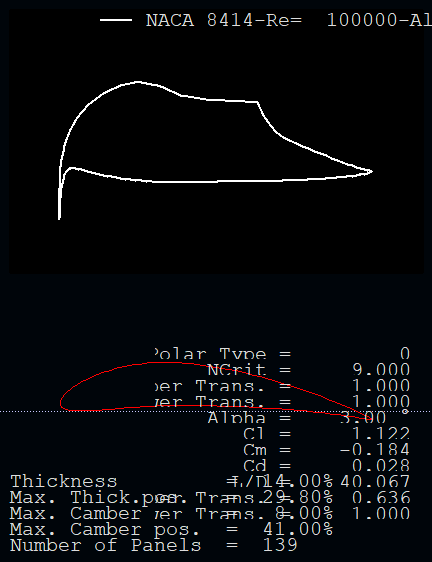 NACA 8414-Re= 100000-Al
Polar Type = 0
NCrit = 9.000
per Trans. = 1.000
per Trans. = 1.000
Alpha = 3.00 °
Cl = 1.122
Cm = -0.184
Cd = 0.028
L/D = 40.067
Thickness = 14.00%
Max. Thick.pos. = 29.80%
per Trans. = 0.636
Max. Camber = 8.00%
per Trans. = 1.000
Max. Camber pos. = 41.00%
Number of Panels = 139